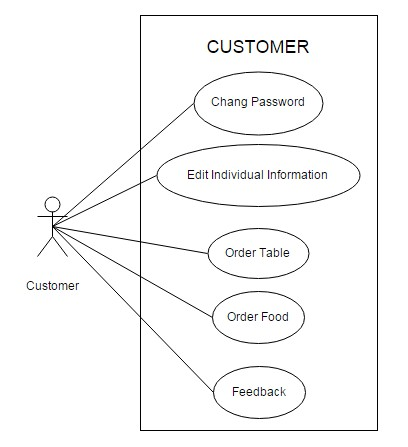 CUSTOMER
Chang Password
Edit Individual Information
Order Table
Customer
Order Food
Feedback